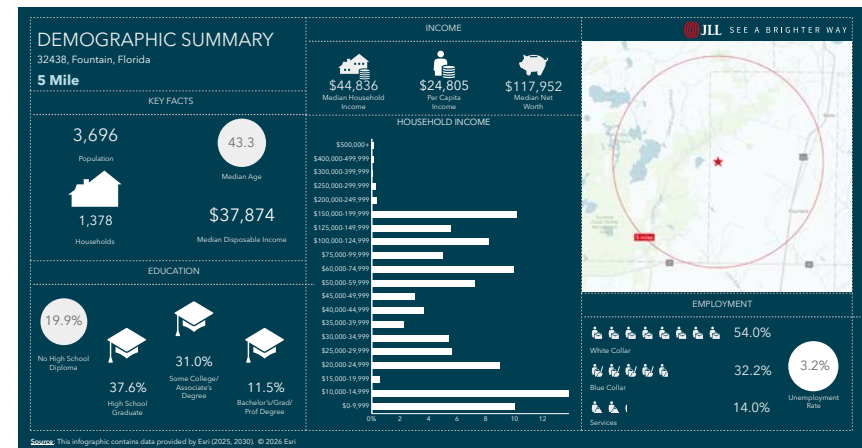 DEMOGRAPHIC SUMMARY
32438, Fountain, Florida
5 Mile
KEY FACTS
3,696
Population
43.3
Median Age
1,378
Households
$37,874
Median Disposable Income
EDUCATION
19.9%
No High School
Diploma
37.6%
High School
Graduate
31.0%
Some College/
Associate's
Degree
11.5%
Bachelor's/Grad/
Prof Degree
INCOME
$44,836
Median Household
Income
$24,805
Per Capita
Income
$117,952
Median Net
Worth
HOUSEHOLD INCOME
$500,000+
$400,000-499,999
$300,000-399,999
$250,000-299,999
$200,000-249,999
$150,000-199,999
$125,000-149,999
$100,000-124,999
$75,000-99,999
$60,000-74,999
$50,000-59,999
$45,000-49,999
$40,000-44,999
$35,000-39,999
$30,000-34,999
$25,000-29,999
$20,000-24,999
$15,000-19,999
$10,000-14,999
$0-9,999
0% 2 4 6 8 10 12
JLL SEE A BRIGHTER WAY
EMPLOYMENT
54.0%
White Collar
32.2%
Blue Collar
14.0%
Services
3.2%
Unemployment
Rate
Source: This infographic contains data provided by Esri (2025, 2030). © 2026 Esri